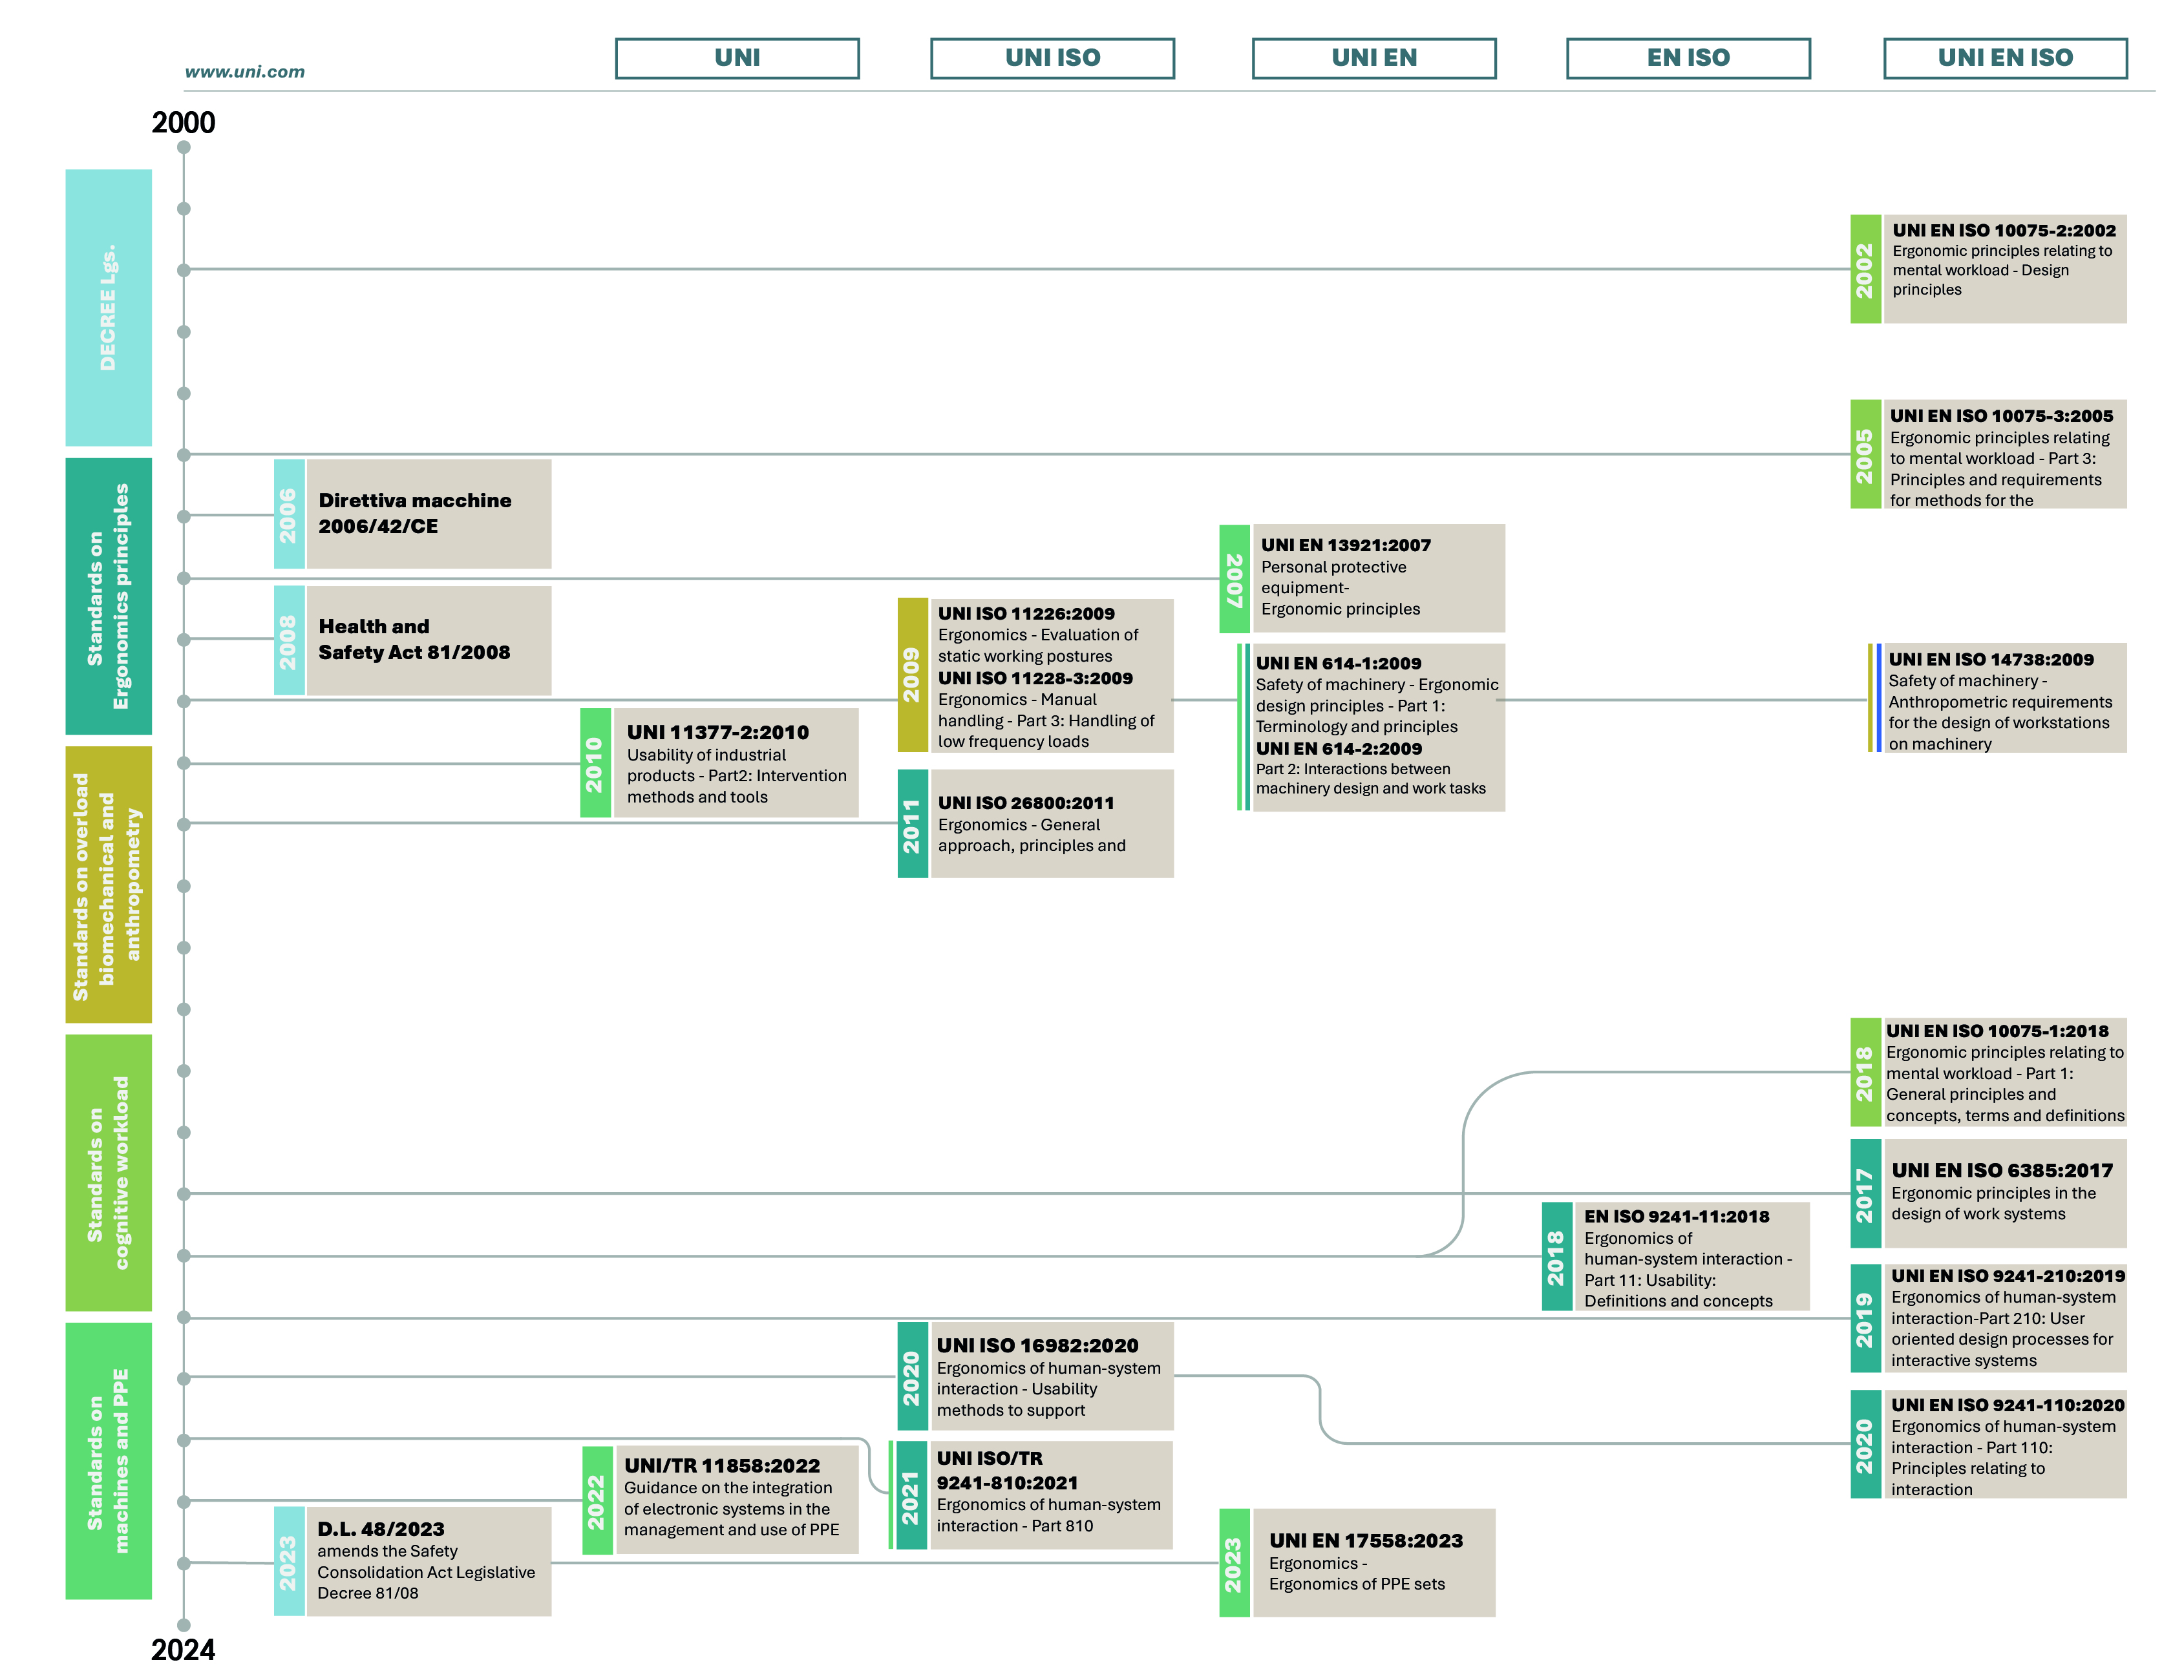 www.uni.com
UNI
UNI ISO
UNI EN
EN ISO
UNI EN ISO
2000
DECREE Lgs.
Standards on
Ergonomics principles
Standards on overload
biomechanical and
anthropometry
Standards on
cognitive workload
Standards on
machines and PPE
2002
UNI EN ISO 10075-2:2002
Ergonomic principles relating to
mental workload - Design
principles
2005
UNI EN ISO 10075-3:2005
Ergonomic principles relating
to mental workload - Part 3:
Principles and requirements
for methods for the
2006
Direttiva macchine
2006/42/CE
2007
UNI EN 13921:2007
Personal protective
equipment-
Ergonomic principles
2008
Health and
Safety Act 81/2008
2009
UNI ISO 11226:2009
Ergonomics - Evaluation of
static working postures
UNI ISO 11228-3:2009
Ergonomics - Manual
handling - Part 3: Handling of
low frequency loads
UNI EN 614-1:2009
Safety of machinery - Ergonomic
design principles - Part 1:
Terminology and principles
UNI EN 614-2:2009
Part 2: Interactions between
machinery design and work tasks
UNI EN ISO 14738:2009
Safety of machinery -
Anthropometric requirements
for the design of workstations
on machinery
2010
UNI 11377-2:2010
Usability of industrial
products - Part2: Intervention
methods and tools
2011
UNI ISO 26800:2011
Ergonomics - General
approach, principles and
2018
UNI EN ISO 10075-1:2018
Ergonomic principles relating to
mental workload - Part 1:
General principles and
concepts, terms and definitions
2017
UNI EN ISO 6385:2017
Ergonomic principles in the
design of work systems
2018
EN ISO 9241-11:2018
Ergonomics of
human-system interaction -
Part 11: Usability:
Definitions and concepts
2019
UNI EN ISO 9241-210:2019
Ergonomics of human-system
interaction-Part 210: User
oriented design processes for
interactive systems
2020
UNI ISO 16982:2020
Ergonomics of human-system
interaction - Usability
methods to support
2020
UNI EN ISO 9241-110:2020
Ergonomics of human-system
interaction - Part 110:
Principles relating to
interaction
2021
UNI ISO/TR
9241-810:2021
Ergonomics of human-system
interaction - Part 810
2022
UNI/TR 11858:2022
Guidance on the integration
of electronic systems in the
management and use of PPE
2023
D.L. 48/2023
amends the Safety
Consolidation Act Legislative
Decree 81/08
2023
UNI EN 17558:2023
Ergonomics -
Ergonomics of PPE sets
2024